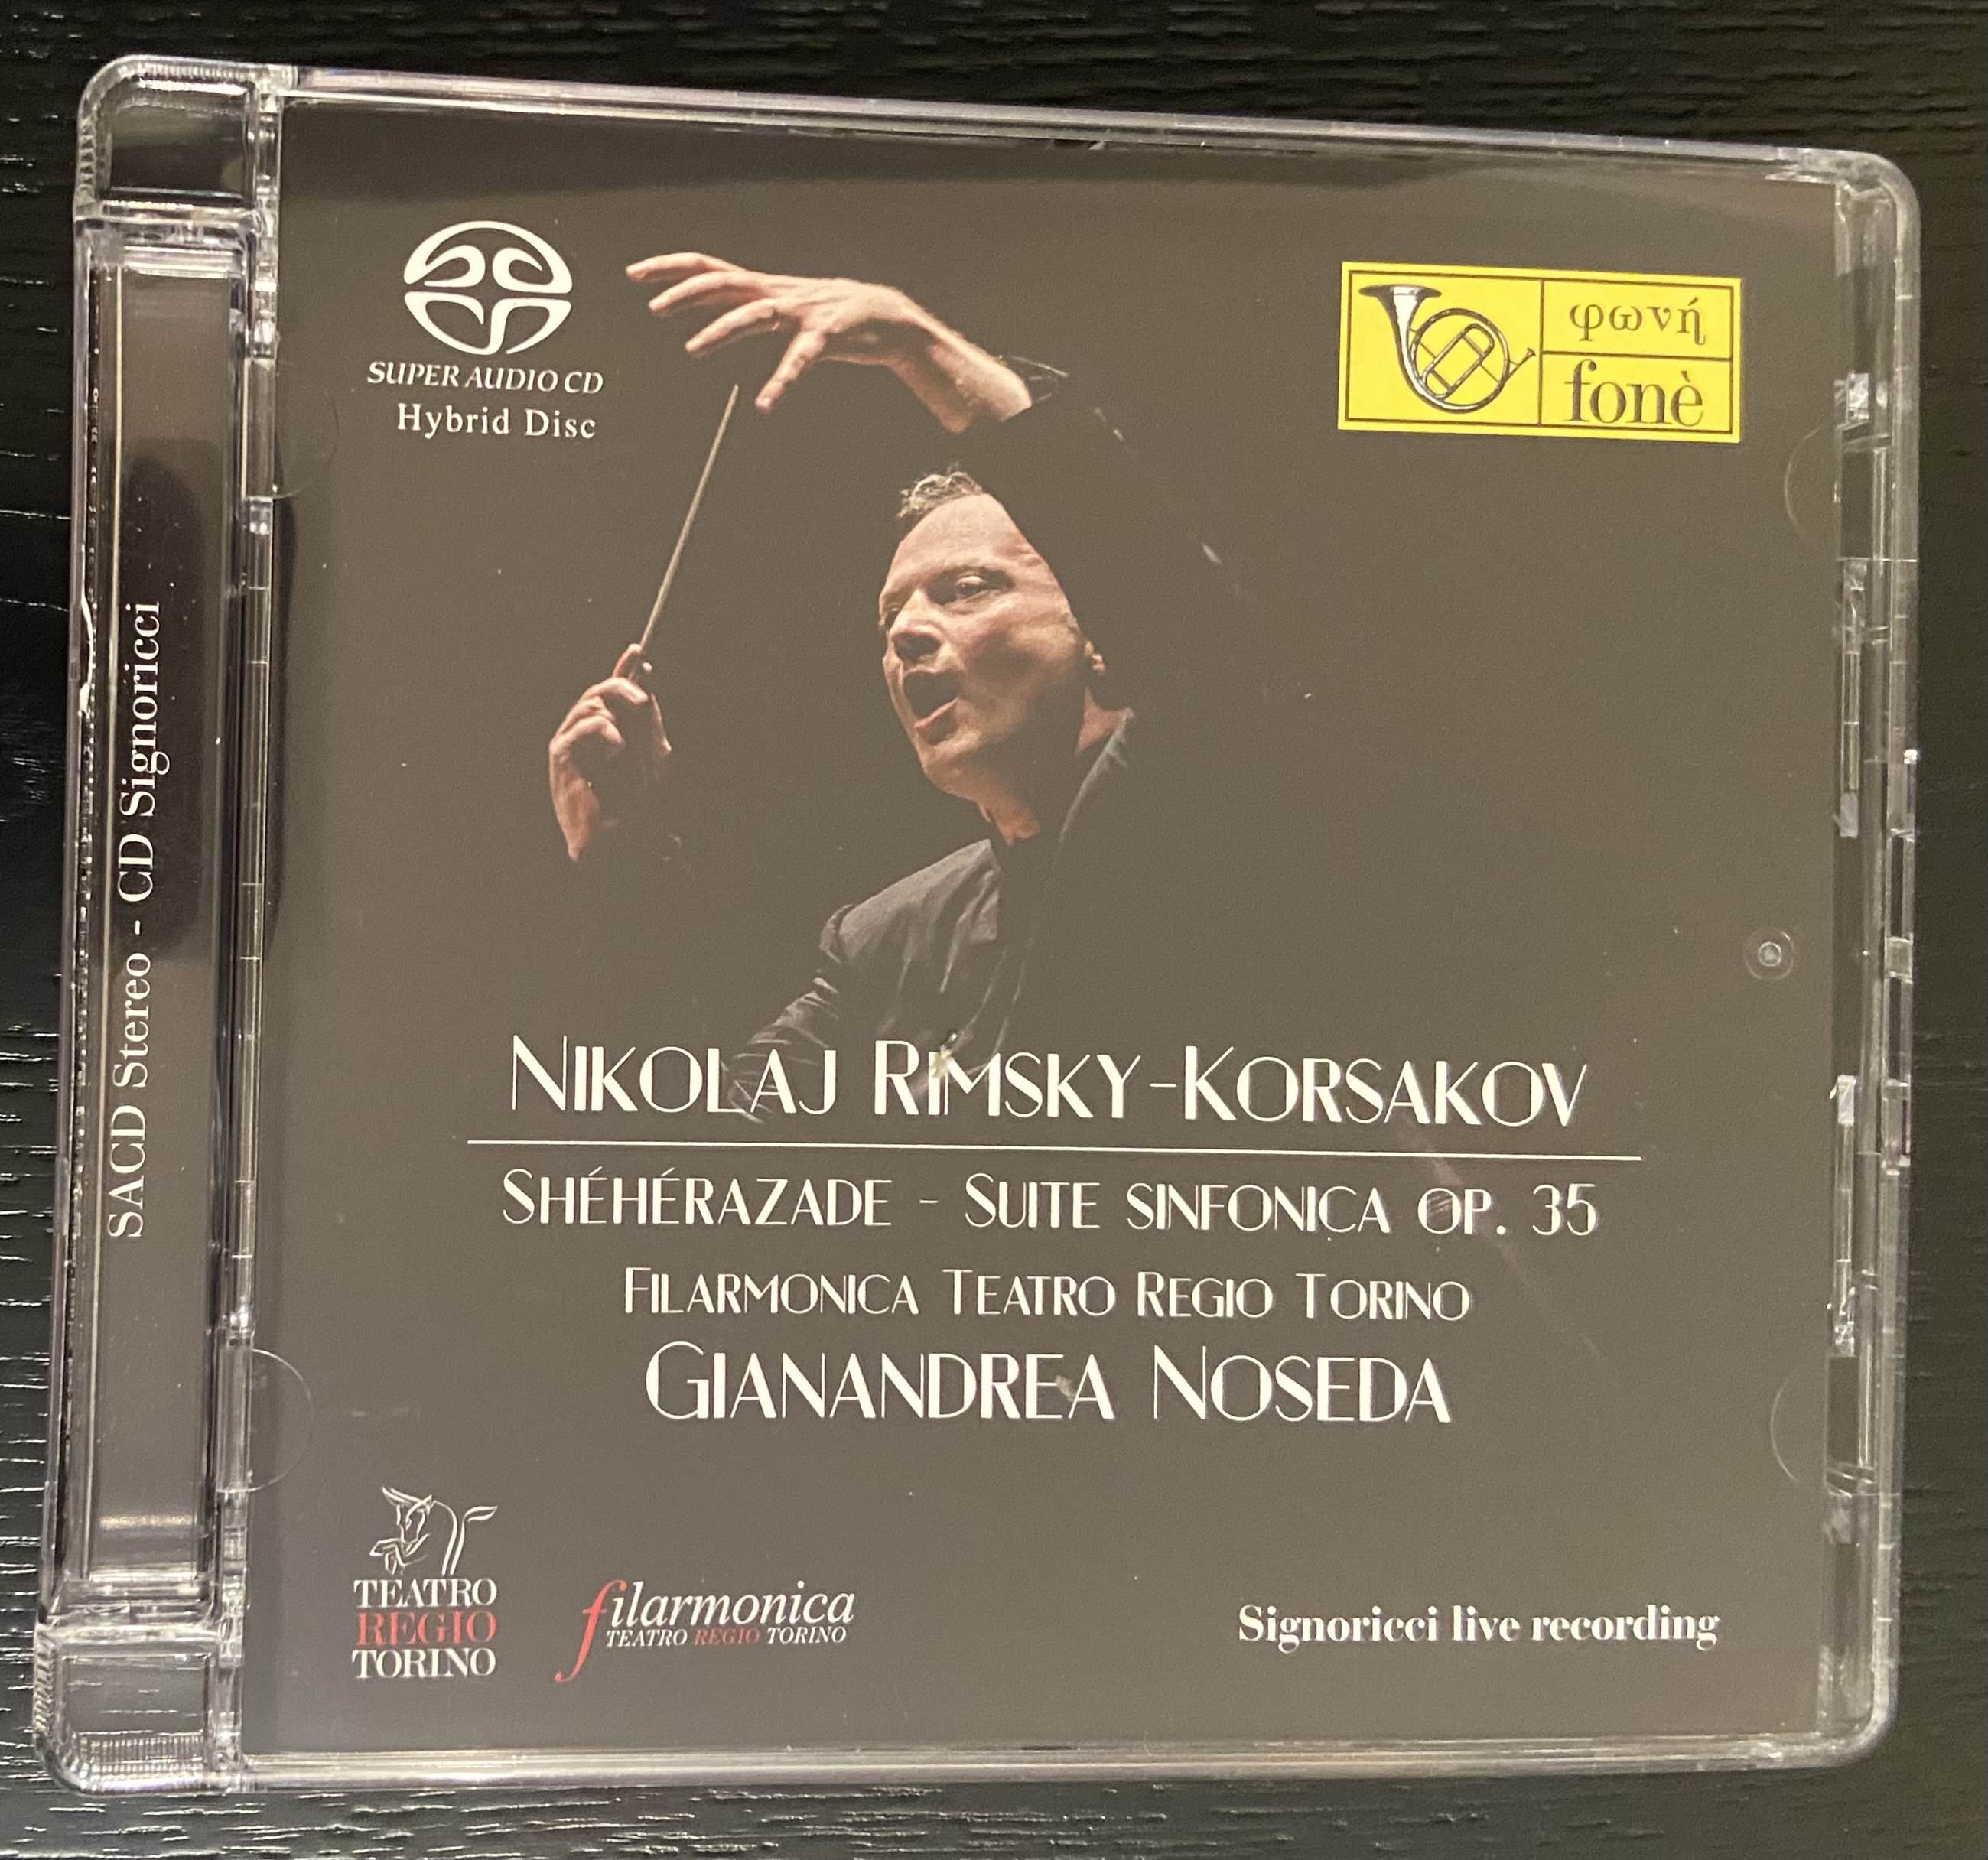 SUPER AUDIO CD
Hybrid Disc
φωνή
fonè
SACD Stereo - CD Signoricci
NIKOLAJ RIMSKY-KORSAKOV
SHÉHÉRAZADE - SUITE SINFONICA OP. 35
FILARMONICA TEATRO REGIO TORINO
GIANANDREA NOSEDA
TEATRO
REGIO
TORINO
filarmonica
TEATRO REGIO TORINO
Signoricci live recording